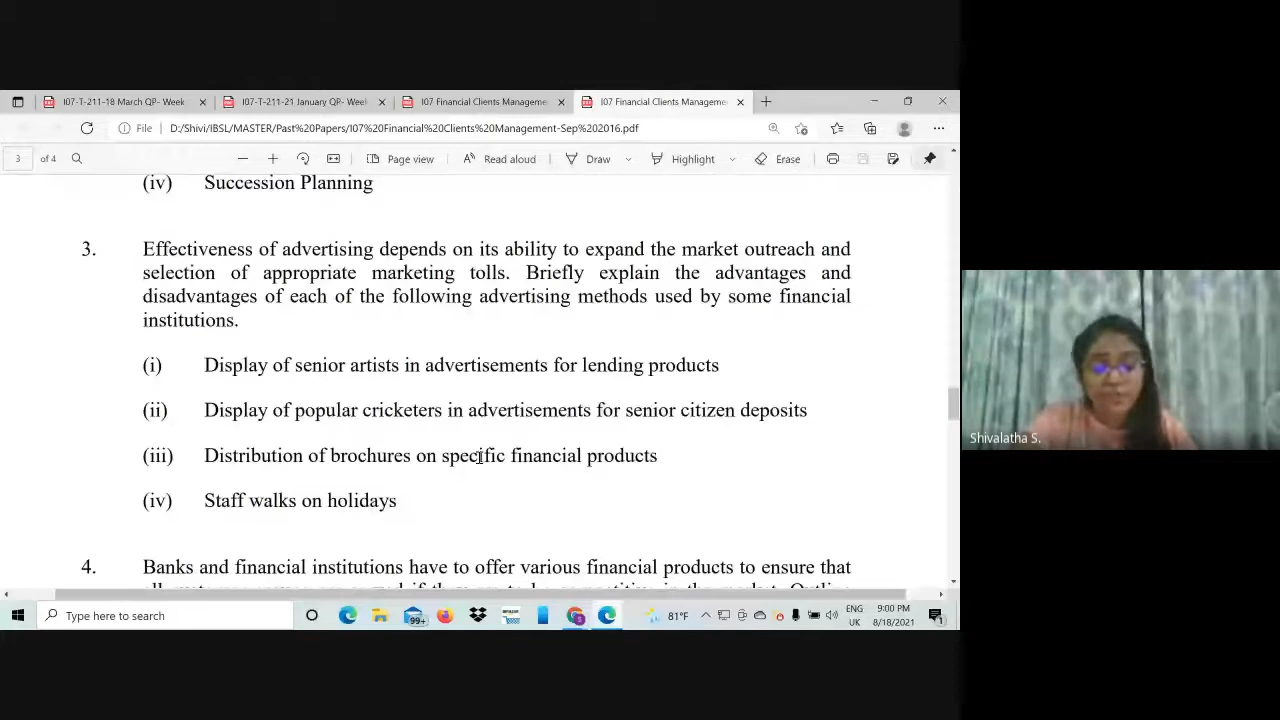 I07-T-211-18 March QP- Week
I07-T-211-21 January QP- Week
I07 Financial Clients Manageme
I07 Financial Clients Manageme
File D:/Shivi/IBSL/MASTER/Past%20Papers/I07%20Financial%20Clients%20Management-Sep%202016.pdf
3 of 4 Page view Read aloud Draw Highlight Erase
(iv) Succession Planning
3. Effectiveness of advertising depends on its ability to expand the market outreach and
selection of appropriate marketing tolls. Briefly explain the advantages and
disadvantages of each of the following advertising methods used by some financial
institutions.
(i) Display of senior artists in advertisements for lending products
(ii) Display of popular cricketers in advertisements for senior citizen deposits
(iii) Distribution of brochures on specific financial products
(iv) Staff walks on holidays
4. Banks and financial institutions have to offer various financial products to ensure that
Shivalatha S.
Type here to search
99+
amazon
81°F
ENG
UK
9:00 PM
8/18/2021
1